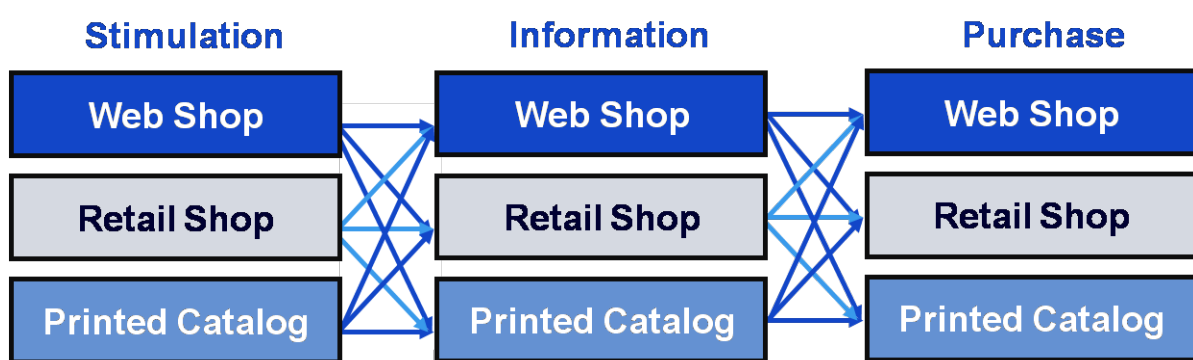 Stimulation
Information
Purchase
Web Shop
Web Shop
Web Shop
Retail Shop
Retail Shop
Retail Shop
Printed Catalog
Printed Catalog
Printed Catalog